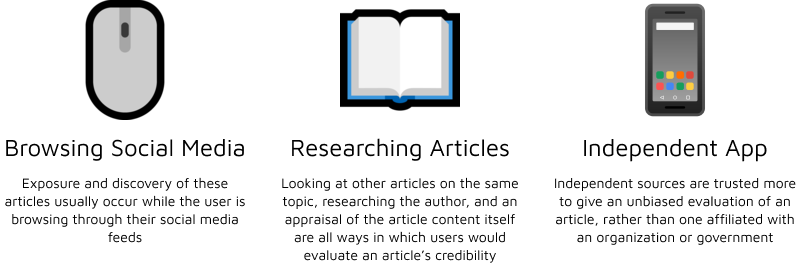 Browsing Social Media
Exposure and discovery of these
articles usually occur while the user is
browsing through their social media
feeds
Researching Articles
Looking at other articles on the same
topic, researching the author, and an
appraisal of the article content itself
are all ways in which users would
evaluate an article's credibility
Independent App
Independent sources are trusted more
to give an unbiased evaluation of an
article, rather than one affiliated with
an organization or government